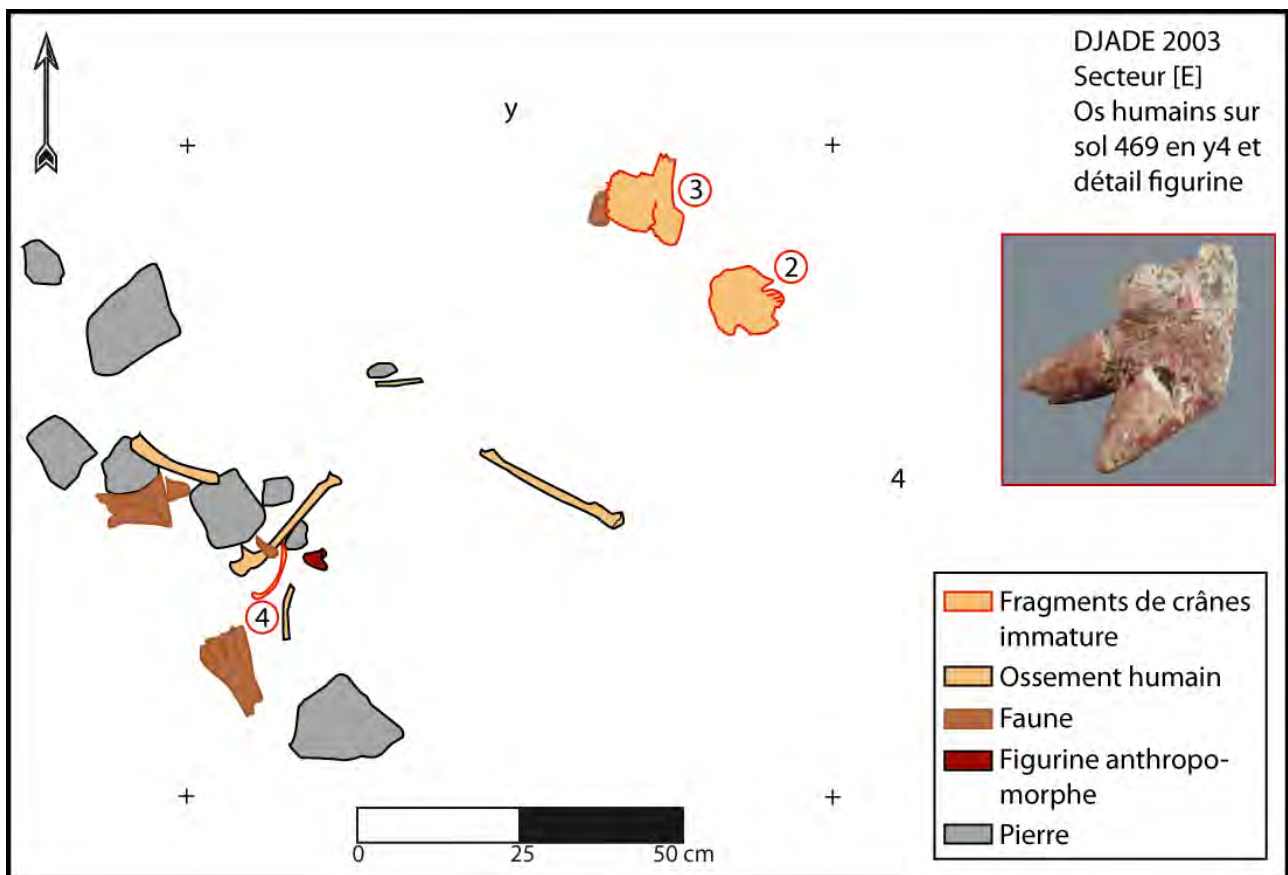 DJADE 2003
Secteur [E]
Os humains sur
sol 469 en y4 et
détail figurine
y
3
2
4
4
Fragments de crânes
immature
Ossement humain
Faune
Figurine anthropo-
morphe
Pierre
0 25 50 cm